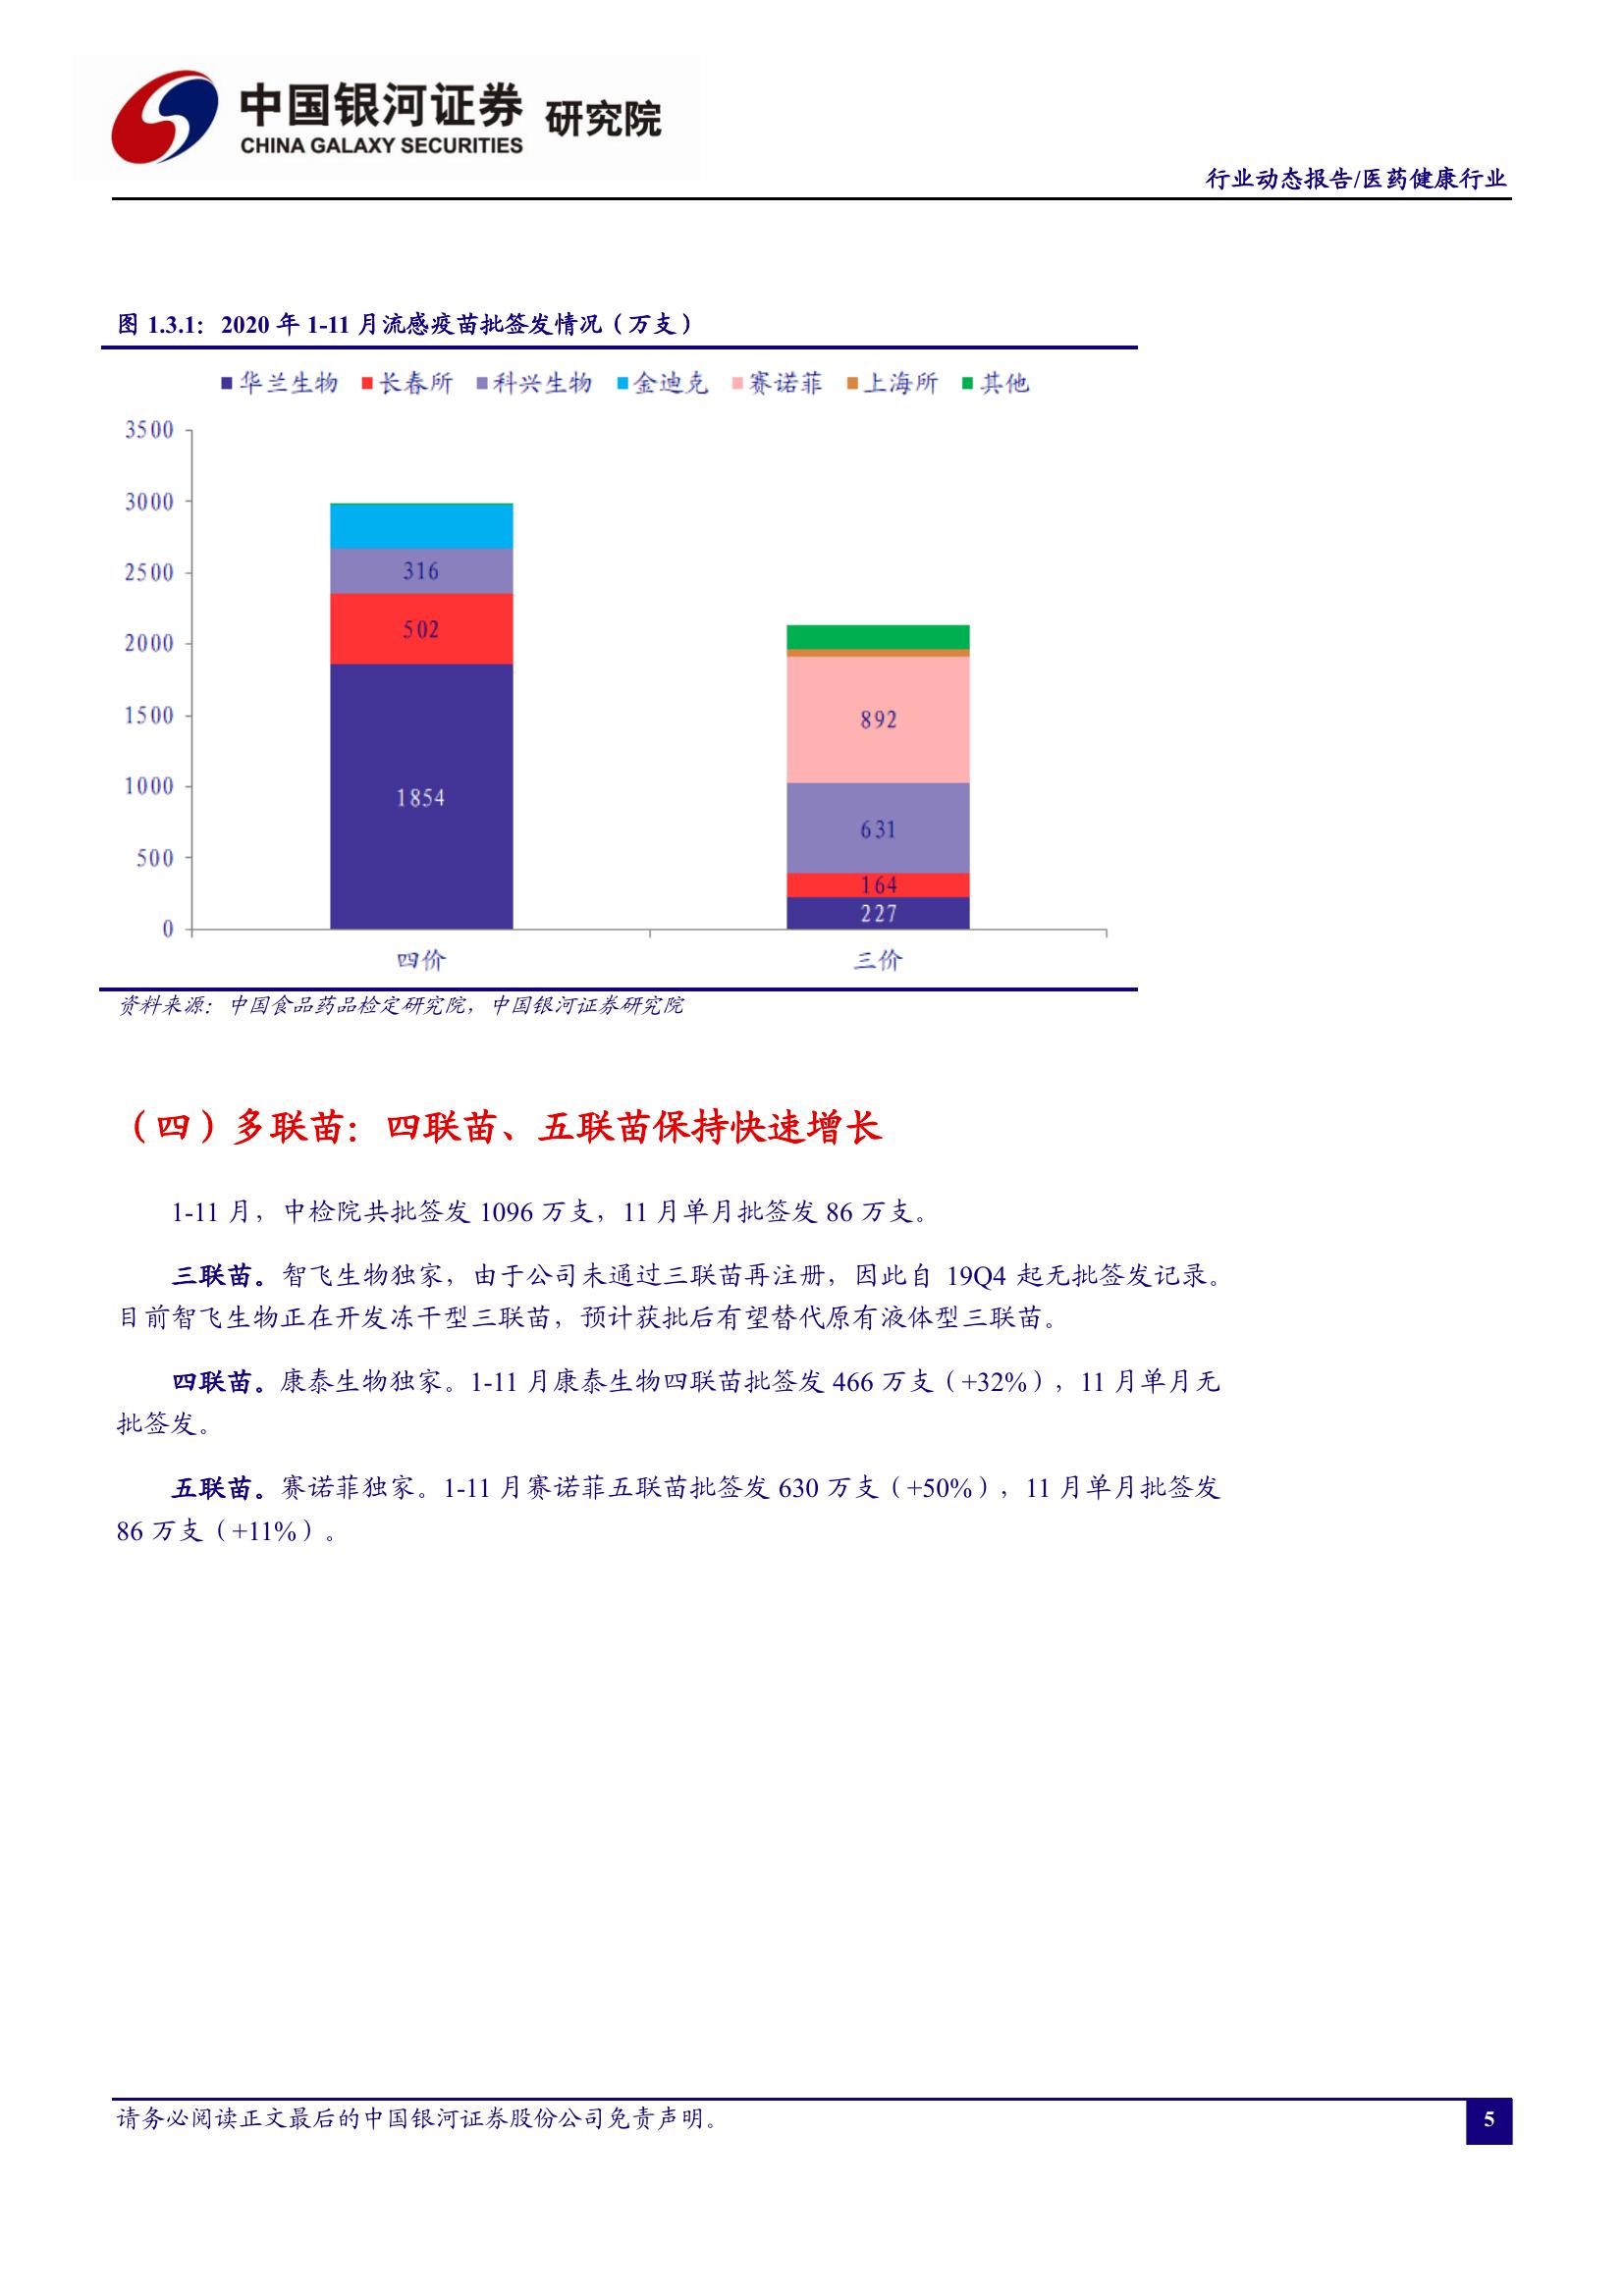 中国银河证券 研究院
CHINA GALAXY SECURITIES
行业动态报告/医药健康行业
图 1.3.1：2020 年 1-11 月流感疫苗批签发情况（万支）
华兰生物 长春所 科兴生物 金迪克 赛诺菲 上海所 其他
3500
3000
2500
2000
1500
1000
500
0
316
502
1854
892
631
164
227
四价 三价
资料来源：中国食品药品检定研究院，中国银河证券研究院
（四）多联苗：四联苗、五联苗保持快速增长
1-11 月，中检院共批签发 1096 万支，11 月单月批签发 86 万支。
三联苗。智飞生物独家，由于公司未通过三联苗再注册，因此自 19Q4 起无批签发记录。
目前智飞生物正在开发冻干型三联苗，预计获批后有望替代原有液体型三联苗。
四联苗。康泰生物独家。1-11 月康泰生物四联苗批签发 466 万支（+32%），11 月单月无
批签发。
五联苗。赛诺菲独家。1-11 月赛诺菲五联苗批签发 630 万支（+50%），11 月单月批签发
86 万支（+11%）。
请务必阅读正文最后的中国银河证券股份公司免责声明。
5